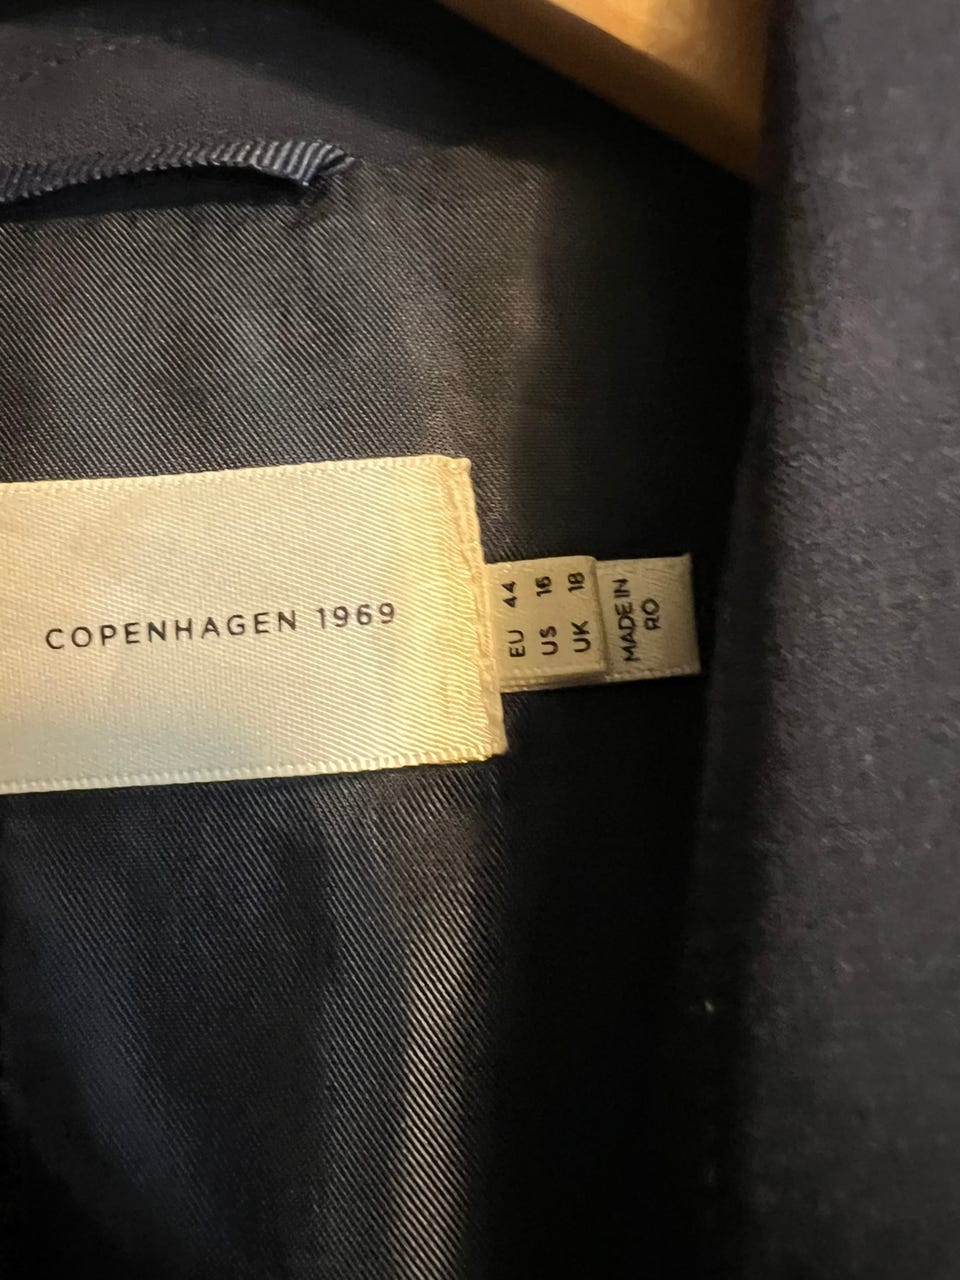 COPENHAGEN 1969
EU 44
US 16
UK 18
MADE IN
RO